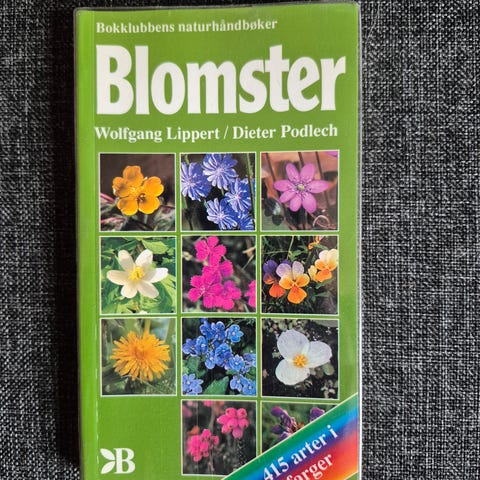 Bokklubbens naturhåndbøker
Blomster
Wolfgang Lippert / Dieter Podlech
415 arter i
farger
B